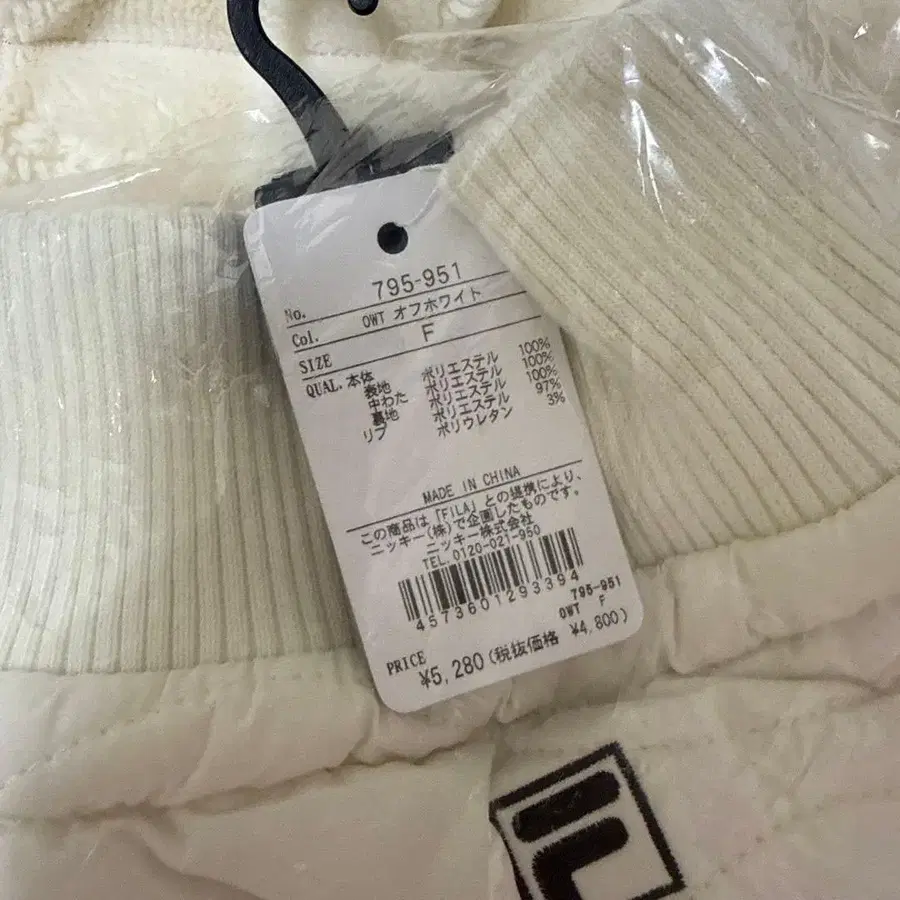 No. 795-951
Col. OWT オフホワイト
SIZE F
QUAL. 本体
表地 ポリエステル 100%
中わた ポリエステル 100%
裏地 ポリエステル 100%
リブ ポリエステル 97%
ポリウレタン 3%
MADE IN CHINA
この商品は「FILA」との提携により、
ニッキー(株)で企画したものです。
ニッキー株式会社
TEL.0120-021-950
4573601293394
795-951
OWT F
PRICE ¥5,280(税抜価格 ¥4,800)
F